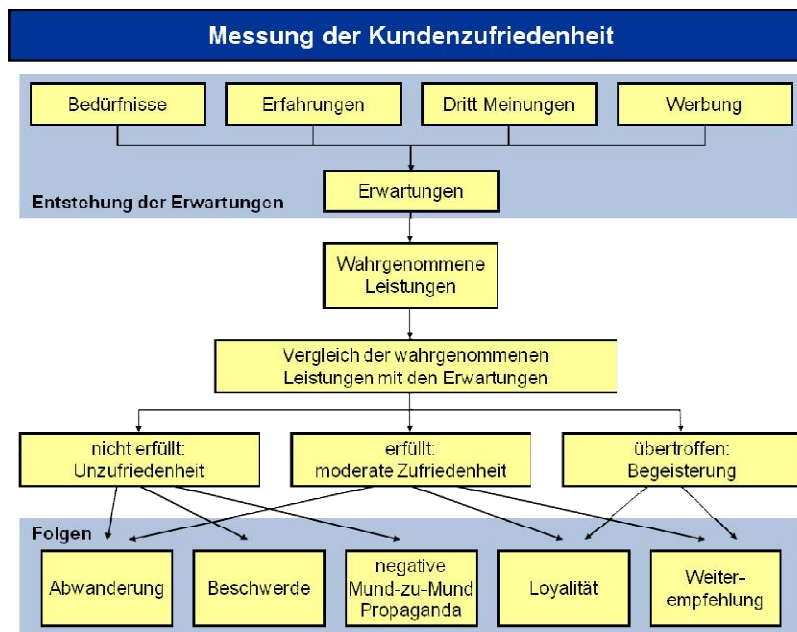 Messung der Kundenzufriedenheit
Bedürfnisse
Erfahrungen
Dritt Meinungen
Werbung
Erwartungen
Entstehung der Erwartungen
Wahrgenommene
Leistungen
Vergleich der wahrgenommenen
Leistungen mit den Erwartungen
nicht erfüllt:
Unzufriedenheit
erfüllt:
moderate Zufriedenheit
übertroffen:
Begeisterung
Folgen
Abwanderung
Beschwerde
negative
Mund-zu-Mund
Propaganda
Loyalität
Weiter-
empfehlung